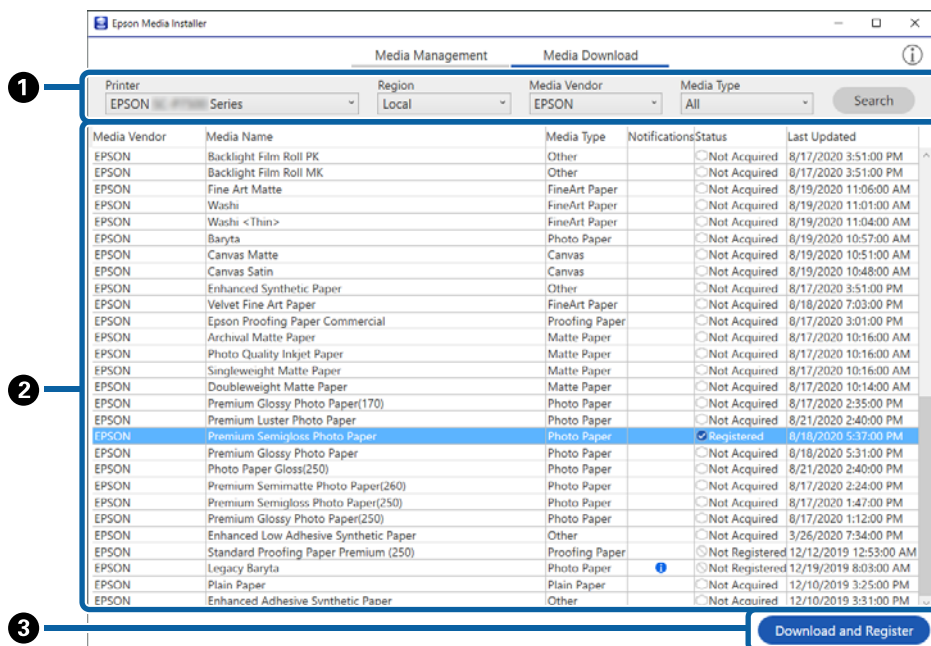 Epson Media Installer
Media Management Media Download
1
Printer Region Media Vendor Media Type
EPSON Series Local EPSON All Search
2
Media Vendor Media Name Media Type Notifications Status Last Updated
EPSON Backlight Film Roll PK Other Not Acquired 8/17/2020 3:51:00 PM
EPSON Backlight Film Roll MK Other Not Acquired 8/17/2020 3:51:00 PM
EPSON Fine Art Matte FineArt Paper Not Acquired 8/19/2020 11:06:00 AM
EPSON Washi FineArt Paper Not Acquired 8/19/2020 11:01:00 AM
EPSON Washi <Thin> FineArt Paper Not Acquired 8/19/2020 11:04:00 AM
EPSON Baryta Photo Paper Not Acquired 8/19/2020 10:57:00 AM
EPSON Canvas Matte Canvas Not Acquired 8/19/2020 10:51:00 AM
EPSON Canvas Satin Canvas Not Acquired 8/19/2020 10:48:00 AM
EPSON Enhanced Synthetic Paper Other Not Acquired 8/17/2020 3:51:00 PM
EPSON Velvet Fine Art Paper FineArt Paper Not Acquired 8/18/2020 7:03:00 PM
EPSON Epson Proofing Paper Commercial Proofing Paper Not Acquired 8/17/2020 3:01:00 PM
EPSON Archival Matte Paper Matte Paper Not Acquired 8/17/2020 10:16:00 AM
EPSON Photo Quality Inkjet Paper Matte Paper Not Acquired 8/17/2020 10:16:00 AM
EPSON Singleweight Matte Paper Matte Paper Not Acquired 8/17/2020 10:16:00 AM
EPSON Doubleweight Matte Paper Matte Paper Not Acquired 8/17/2020 10:14:00 AM
EPSON Premium Glossy Photo Paper(170) Photo Paper Not Acquired 8/17/2020 2:35:00 PM
EPSON Premium Luster Photo Paper Photo Paper Not Acquired 8/21/2020 2:40:00 PM
EPSON Premium Semigloss Photo Paper Photo Paper Registered 8/18/2020 5:37:00 PM
EPSON Premium Glossy Photo Paper Photo Paper Not Acquired 8/18/2020 5:31:00 PM
EPSON Photo Paper Gloss(250) Photo Paper Not Acquired 8/21/2020 2:40:00 PM
EPSON Premium Semimatte Photo Paper(260) Photo Paper Not Acquired 8/17/2020 2:24:00 PM
EPSON Premium Semigloss Photo Paper(250) Photo Paper Not Acquired 8/17/2020 1:47:00 PM
EPSON Premium Glossy Photo Paper(250) Photo Paper Not Acquired 8/17/2020 1:12:00 PM
EPSON Enhanced Low Adhesive Synthetic Paper Other Not Acquired 3/26/2020 7:34:00 PM
EPSON Standard Proofing Paper Premium (250) Proofing Paper Not Registered 12/12/2019 12:53:00 AM
EPSON Legacy Baryta Photo Paper Not Registered 12/19/2019 8:03:00 AM
EPSON Plain Paper Plain Paper Not Acquired 12/10/2019 3:25:00 PM
EPSON Enhanced Adhesive Synthetic Paper Other Not Acquired 12/10/2019 3:31:00 PM
3
Download and Register